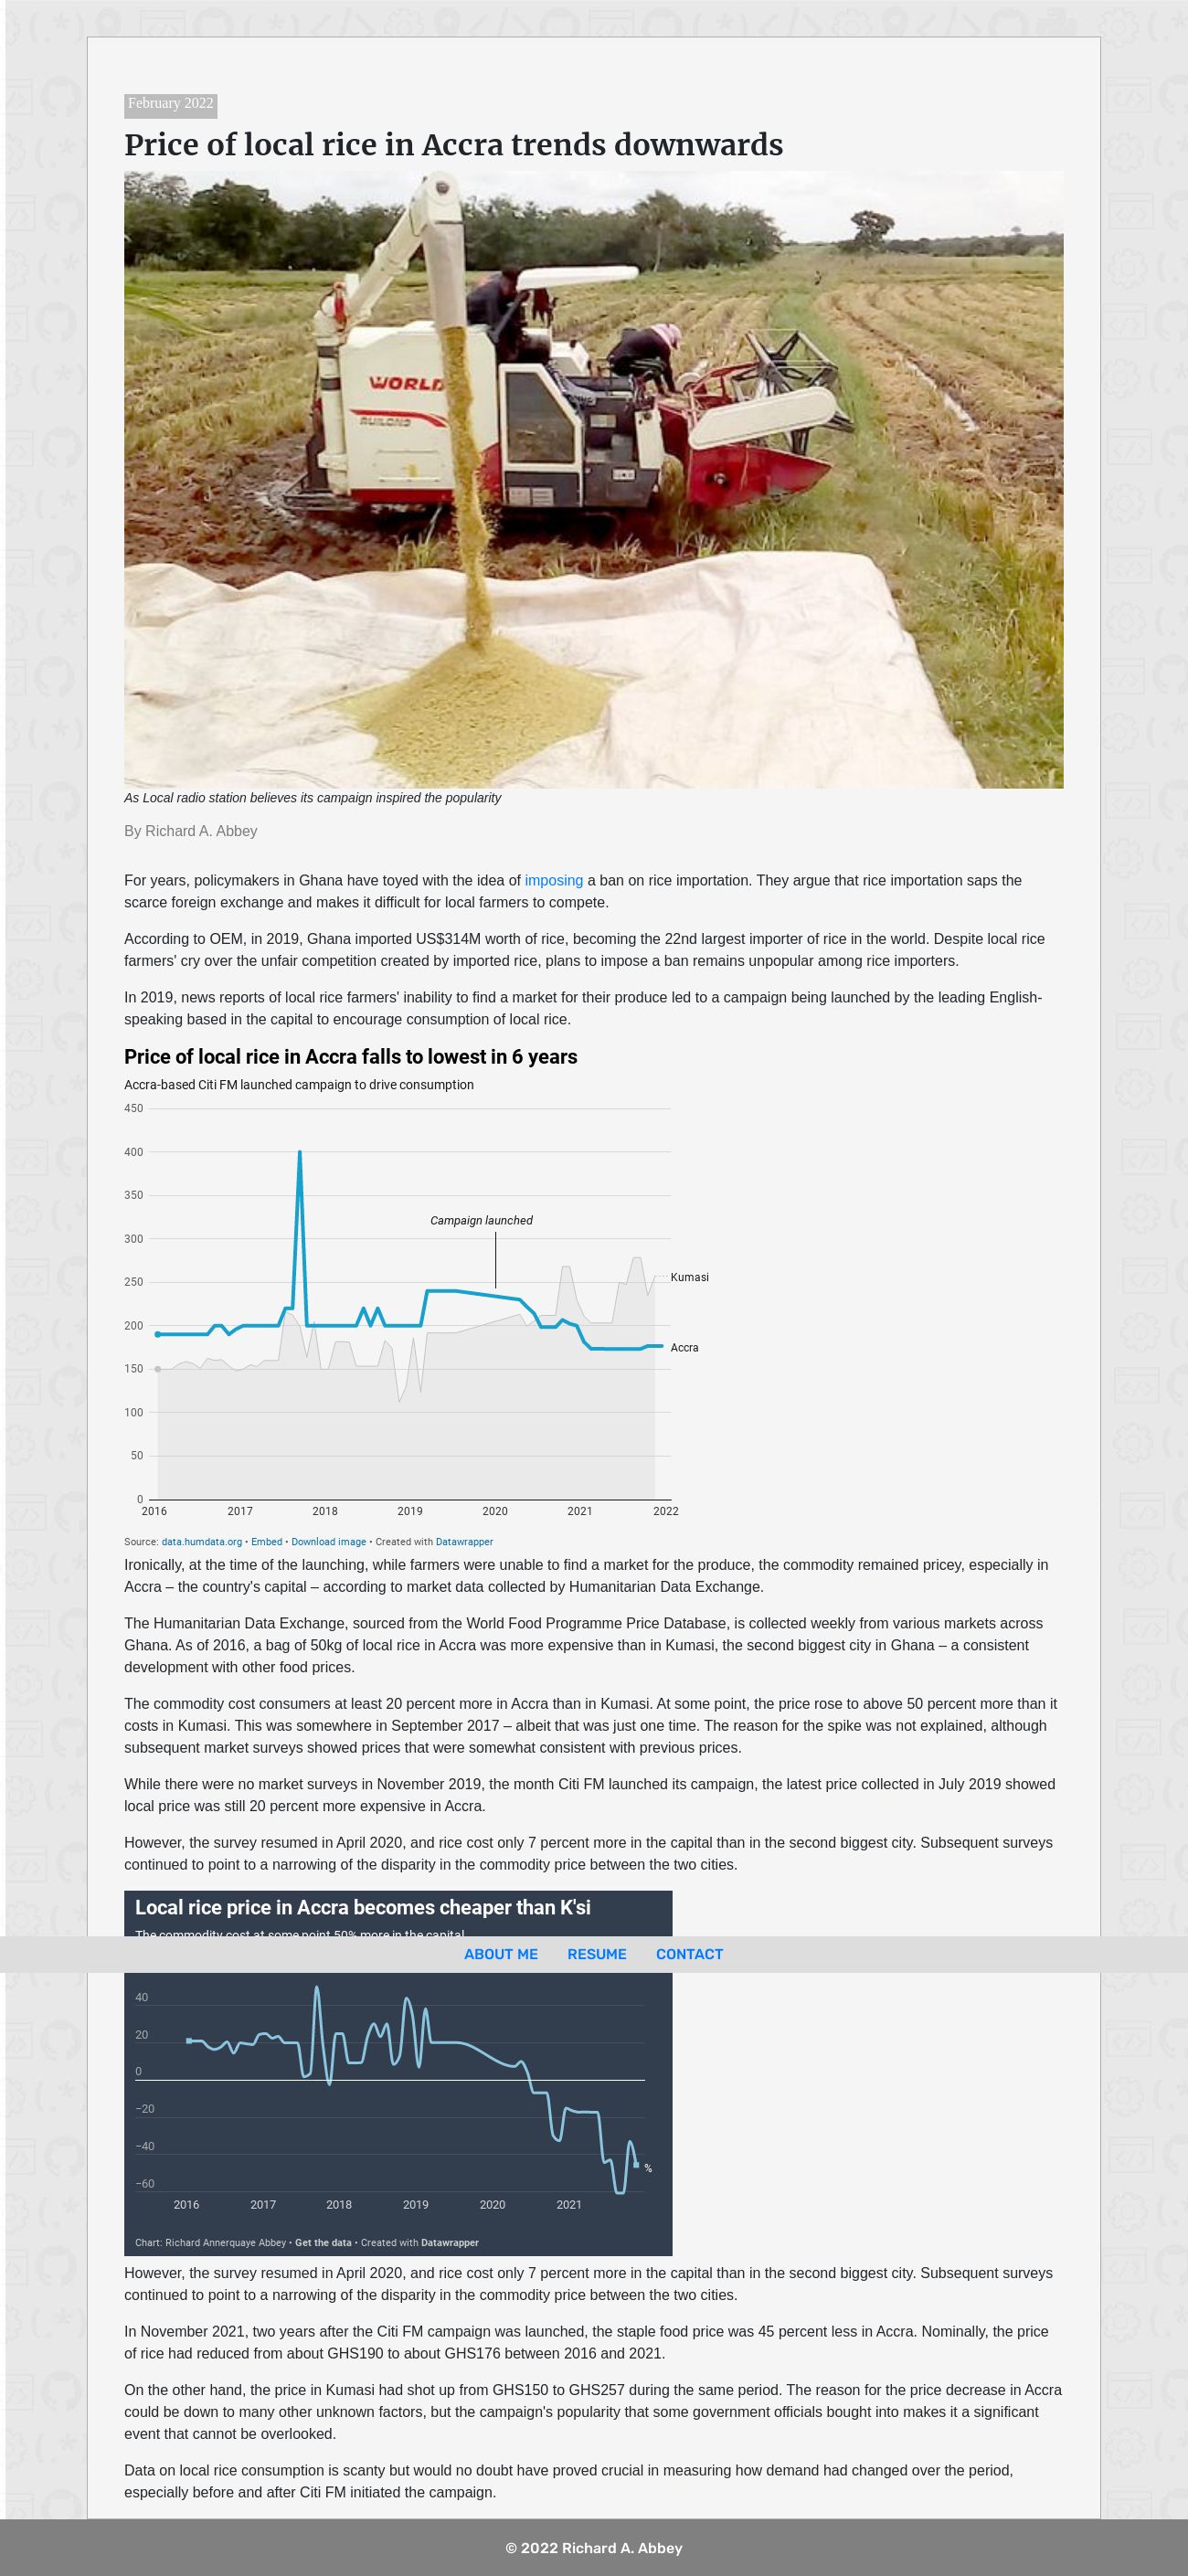 February 2022
Price of local rice in Accra trends downwards
WORLD
RUILONG
As Local radio station believes its campaign inspired the popularity
By Richard A. Abbey
For years, policymakers in Ghana have toyed with the idea of imposing a ban on rice importation. They argue that rice importation saps the
scarce foreign exchange and makes it difficult for local farmers to compete.
According to OEM, in 2019, Ghana imported US$314M worth of rice, becoming the 22nd largest importer of rice in the world. Despite local rice
farmers' cry over the unfair competition created by imported rice, plans to impose a ban remains unpopular among rice importers.
In 2019, news reports of local rice farmers' inability to find a market for their produce led to a campaign being launched by the leading English-
speaking based in the capital to encourage consumption of local rice.
Price of local rice in Accra falls to lowest in 6 years
Accra-based Citi FM launched campaign to drive consumption
450
400
350
Campaign launched
300
250
Kumasi
200
Accra
150
100
50
0
2016 2017 2018 2019 2020 2021 2022
Source: data.humdata.org • Embed • Download image • Created with Datawrapper
Ironically, at the time of the launching, while farmers were unable to find a market for the produce, the commodity remained pricey, especially in
Accra – the country's capital – according to market data collected by Humanitarian Data Exchange.
The Humanitarian Data Exchange, sourced from the World Food Programme Price Database, is collected weekly from various markets across
Ghana. As of 2016, a bag of 50kg of local rice in Accra was more expensive than in Kumasi, the second biggest city in Ghana – a consistent
development with other food prices.
The commodity cost consumers at least 20 percent more in Accra than in Kumasi. At some point, the price rose to above 50 percent more than it
costs in Kumasi. This was somewhere in September 2017 – albeit that was just one time. The reason for the spike was not explained, although
subsequent market surveys showed prices that were somewhat consistent with previous prices.
While there were no market surveys in November 2019, the month Citi FM launched its campaign, the latest price collected in July 2019 showed
local price was still 20 percent more expensive in Accra.
However, the survey resumed in April 2020, and rice cost only 7 percent more in the capital than in the second biggest city. Subsequent surveys
continued to point to a narrowing of the disparity in the commodity price between the two cities.
Local rice price in Accra becomes cheaper than K'si
The commodity cost at some point 50% more in the capital
ABOUT ME RESUME CONTACT
40
20
0
−20
−40
%
−60
2016 2017 2018 2019 2020 2021
Chart: Richard Annerquaye Abbey • Get the data • Created with Datawrapper
However, the survey resumed in April 2020, and rice cost only 7 percent more in the capital than in the second biggest city. Subsequent surveys
continued to point to a narrowing of the disparity in the commodity price between the two cities.
In November 2021, two years after the Citi FM campaign was launched, the staple food price was 45 percent less in Accra. Nominally, the price
of rice had reduced from about GHS190 to about GHS176 between 2016 and 2021.
On the other hand, the price in Kumasi had shot up from GHS150 to GHS257 during the same period. The reason for the price decrease in Accra
could be down to many other unknown factors, but the campaign's popularity that some government officials bought into makes it a significant
event that cannot be overlooked.
Data on local rice consumption is scanty but would no doubt have proved crucial in measuring how demand had changed over the period,
especially before and after Citi FM initiated the campaign.
© 2022 Richard A. Abbey